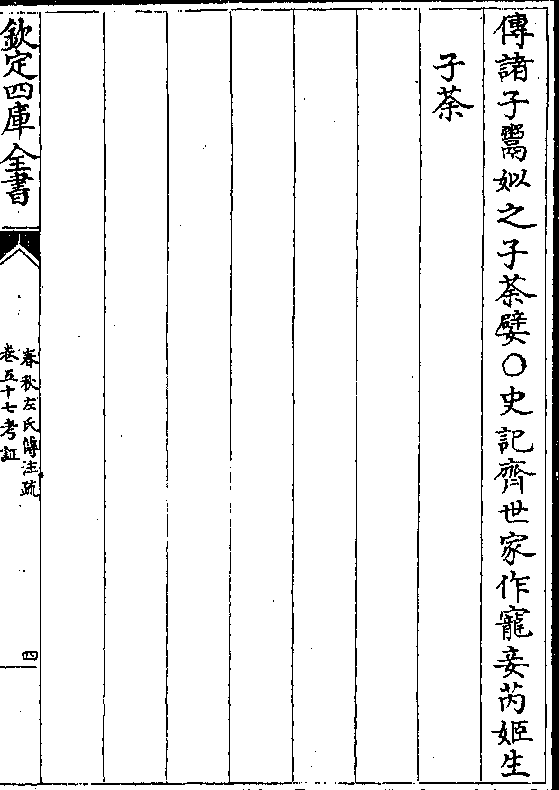 傳諸子鬻姒之子荼嬖○史記齊世家作寵妾芮姬生
子荼
欽定四庫全書
春秋左氏傳注疏
卷五十七考証
四